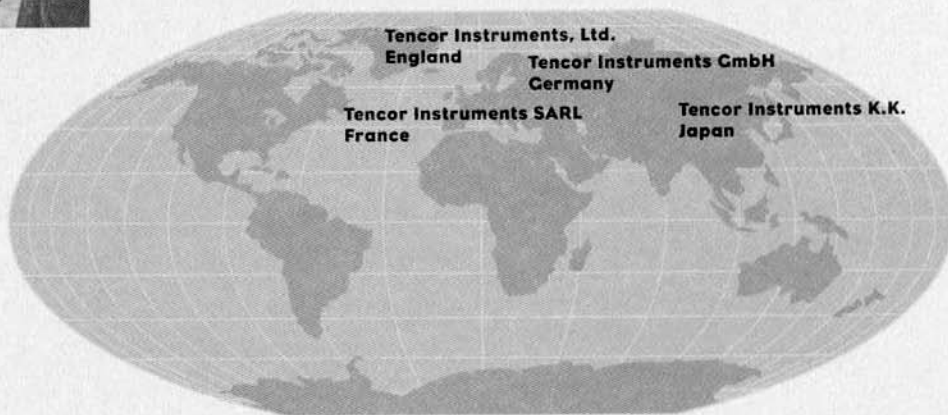 Tencor Instruments, Ltd.
England
Tencor Instruments GmbH
Germany
Tencor Instruments SARL
France
Tencor Instruments K.K.
Japan